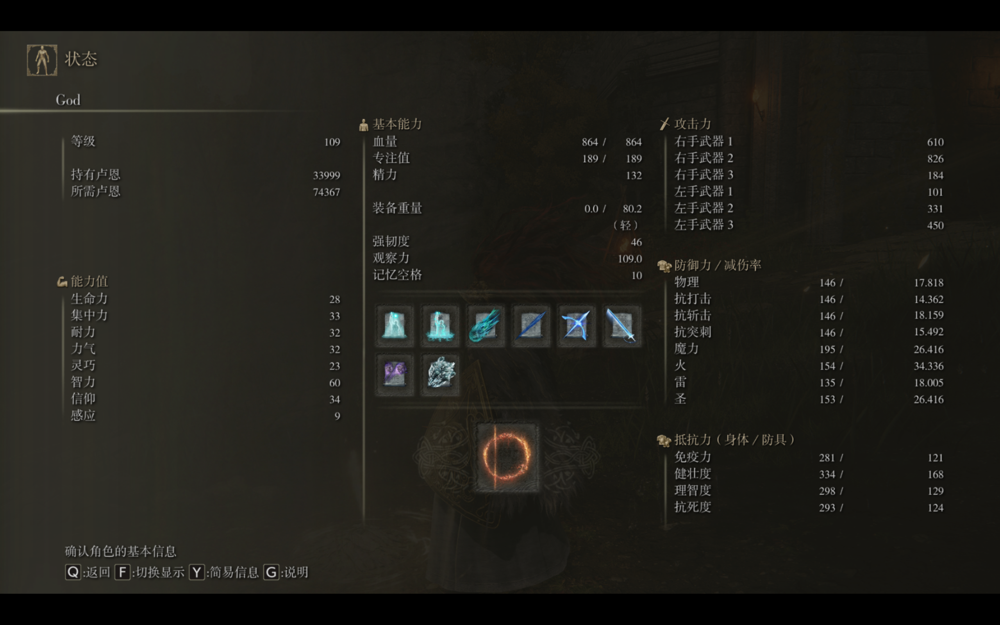 状态
God
等级 109
持有卢恩 33999
所需卢恩 74367
能力值
生命力 28
集中力 33
耐力 32
力气 32
灵巧 23
智力 60
信仰 34
感应 9
基本能力
血量 864 / 864
专注值 189 / 189
精力 132
装备重量 0.0 / 80.2
（轻）
强韧度 46
观察力 109.0
记忆空格 10
攻击力
右手武器 1 610
右手武器 2 826
右手武器 3 184
左手武器 1 101
左手武器 2 331
左手武器 3 450
防御力 / 减伤率
物理 146 / 17.818
抗打击 146 / 14.362
抗斩击 146 / 18.159
抗突刺 146 / 15.492
魔力 195 / 26.416
火 154 / 34.336
雷 135 / 18.005
圣 153 / 26.416
抵抗力（身体 / 防具）
免疫力 281 / 121
健壮度 334 / 168
理智度 298 / 129
抗死度 293 / 124
确认角色的基本信息
Q:返回 F:切换显示 Y:简易信息 G:说明